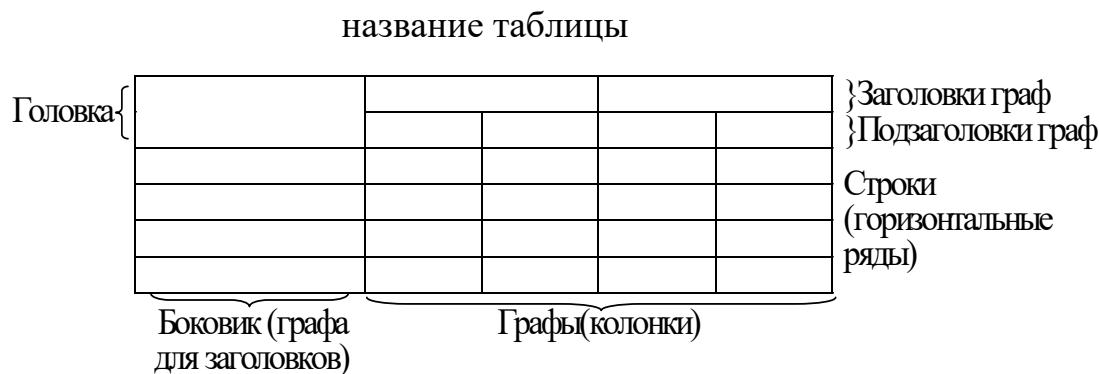 название таблицы
Головка{
}Заголовки граф
}Подзаголовки граф
Строки
(горизонтальные
ряды)
Боковик (графа
для заголовков)
Графы(колонки)